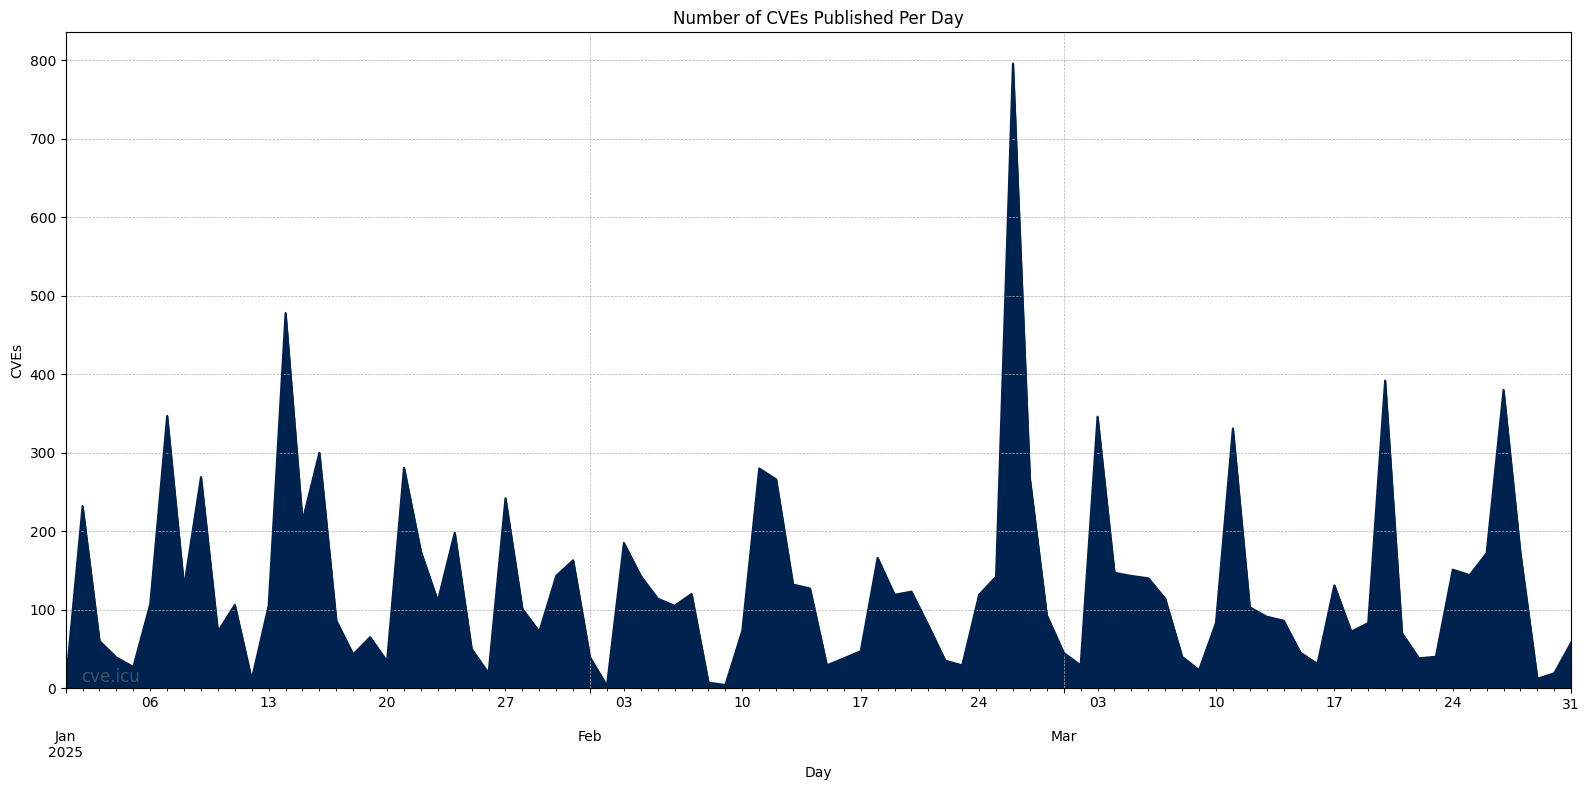 Number of CVEs Published Per Day
800
700
600
500
400
300
200
100
0
CVEs
cve.icu
06 13 20 27 03 10 17 24 03 10 17 24 31
Jan Feb Mar
2025
Day